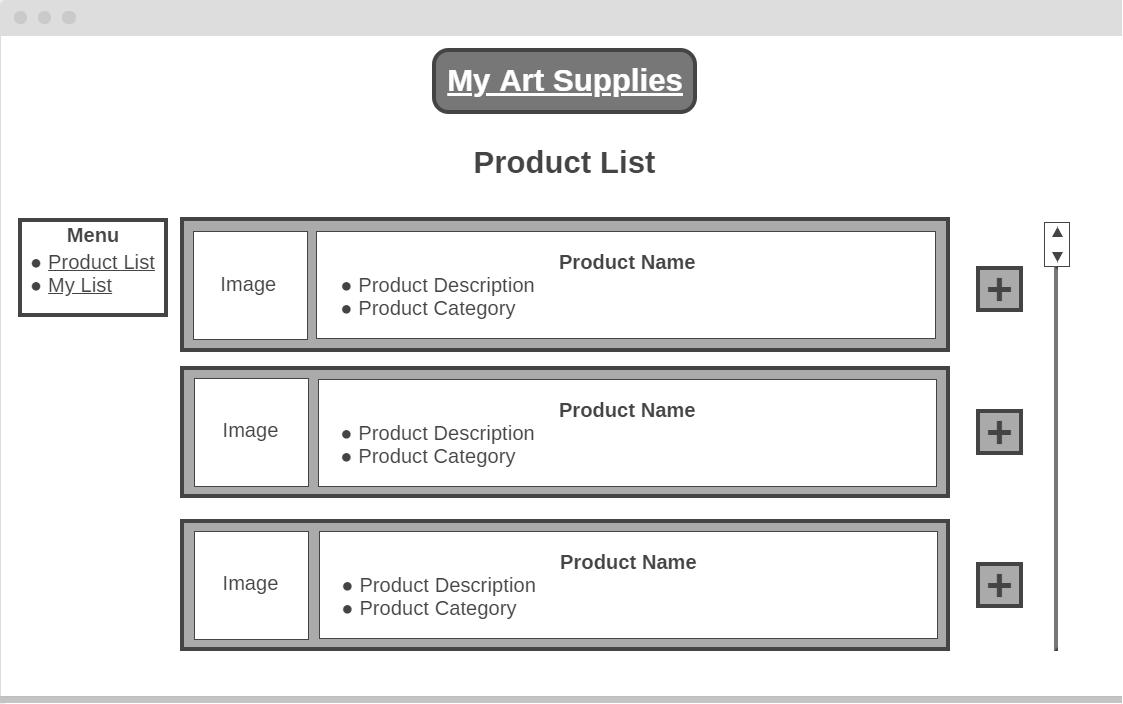 My Art Supplies
Product List
Menu
● Product List
● My List
Image
Product Name
● Product Description
● Product Category
+
Image
Product Name
● Product Description
● Product Category
+
Image
Product Name
● Product Description
● Product Category
+